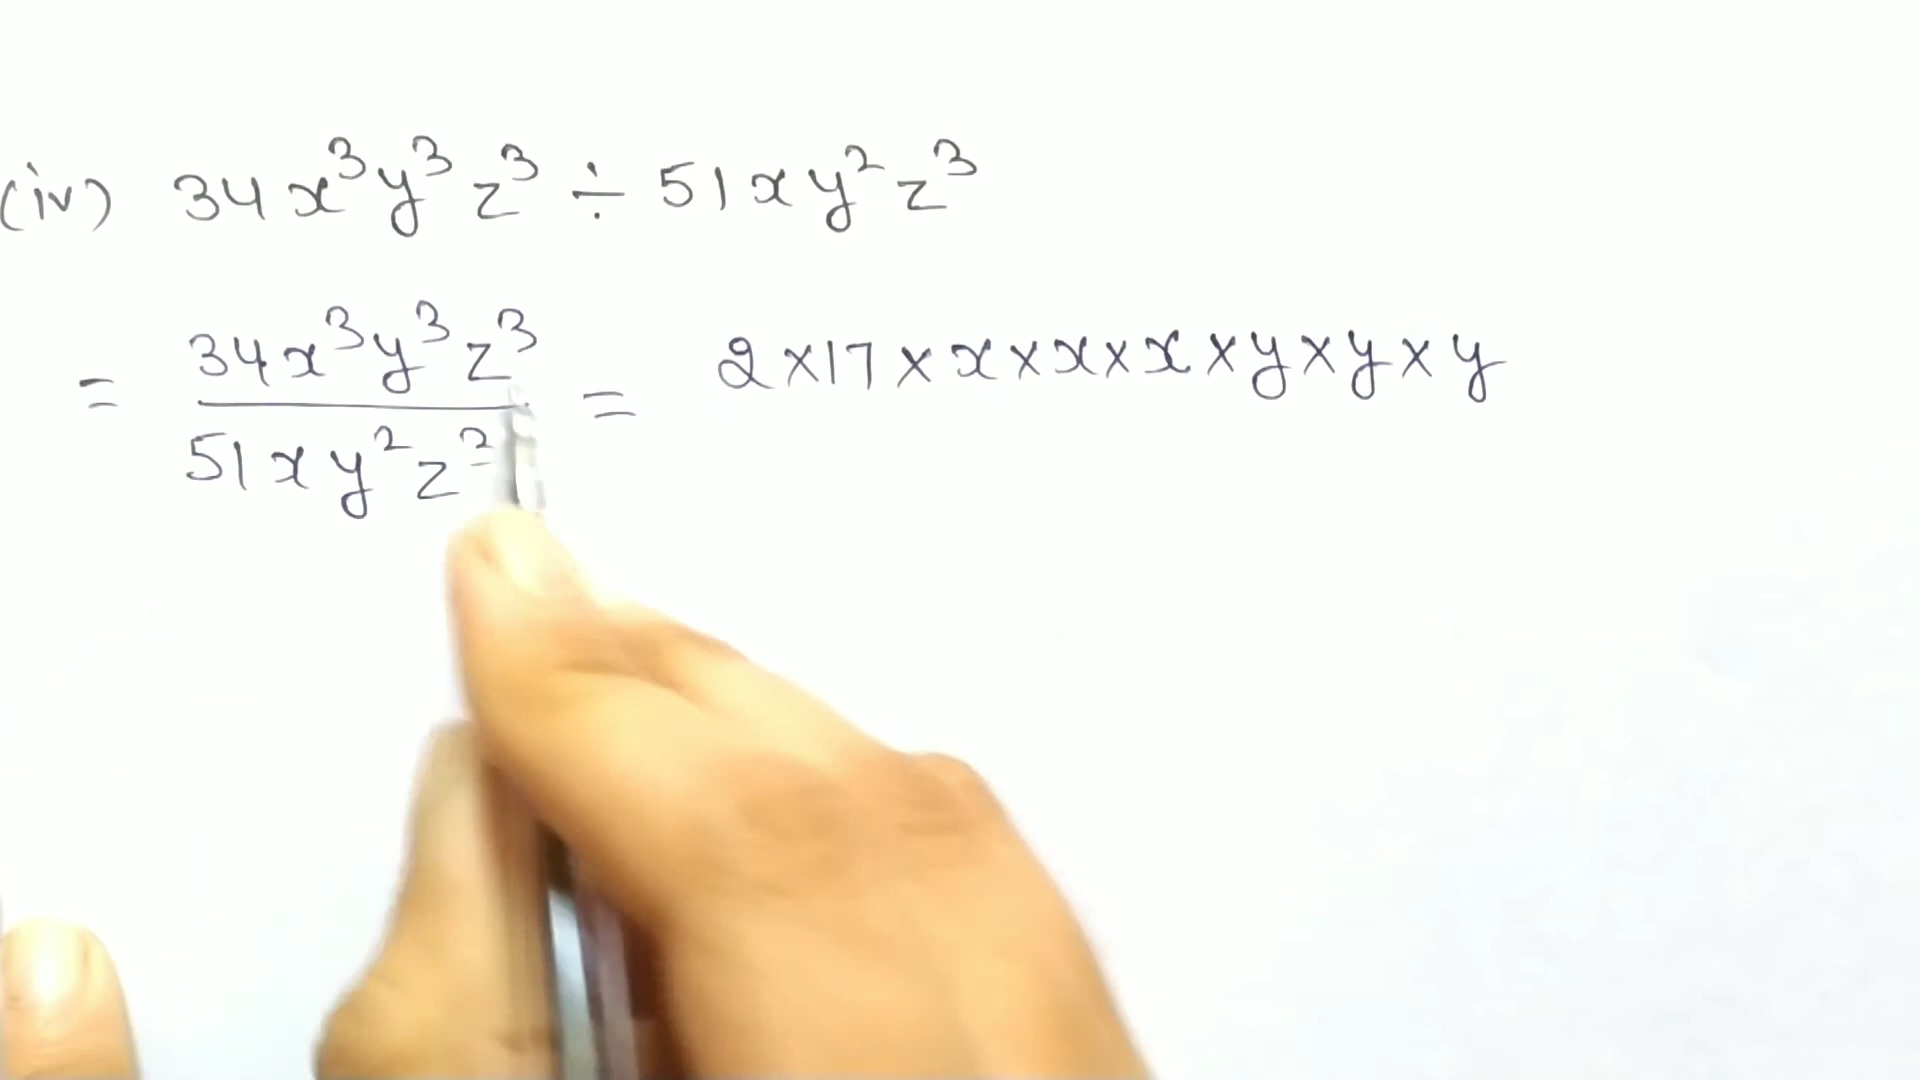 (iv) 34x³y³z³ ÷ 51xy²z³
= 34x³y³z³ / 51xy²z³ = 2×17×x×x×x×y×y×y